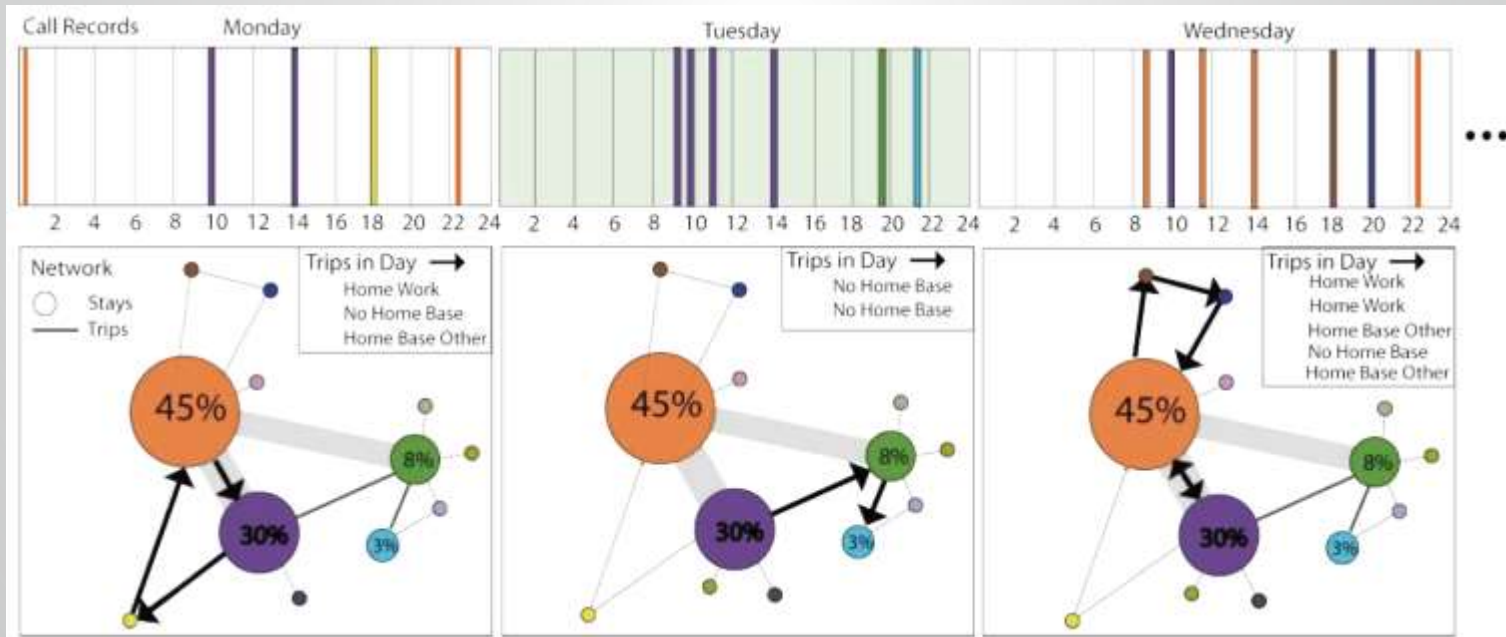 Call Records Monday
Tuesday
Wednesday
2 4 6 8 10 12 14 16 18 20 22 24
2 4 6 8 10 12 14 16 18 20 22 24
2 4 6 8 10 12 14 16 18 20 22 24
Network
Stays
Trips
Trips in Day
Home Work
No Home Base
Home Base Other
45%
8%
30%
3%
Trips in Day
No Home Base
No Home Base
45%
8%
30%
3%
Trips in Day
Home Work
Home Work
Home Base Other
No Home Base
Home Base Other
45%
8%
30%
3%